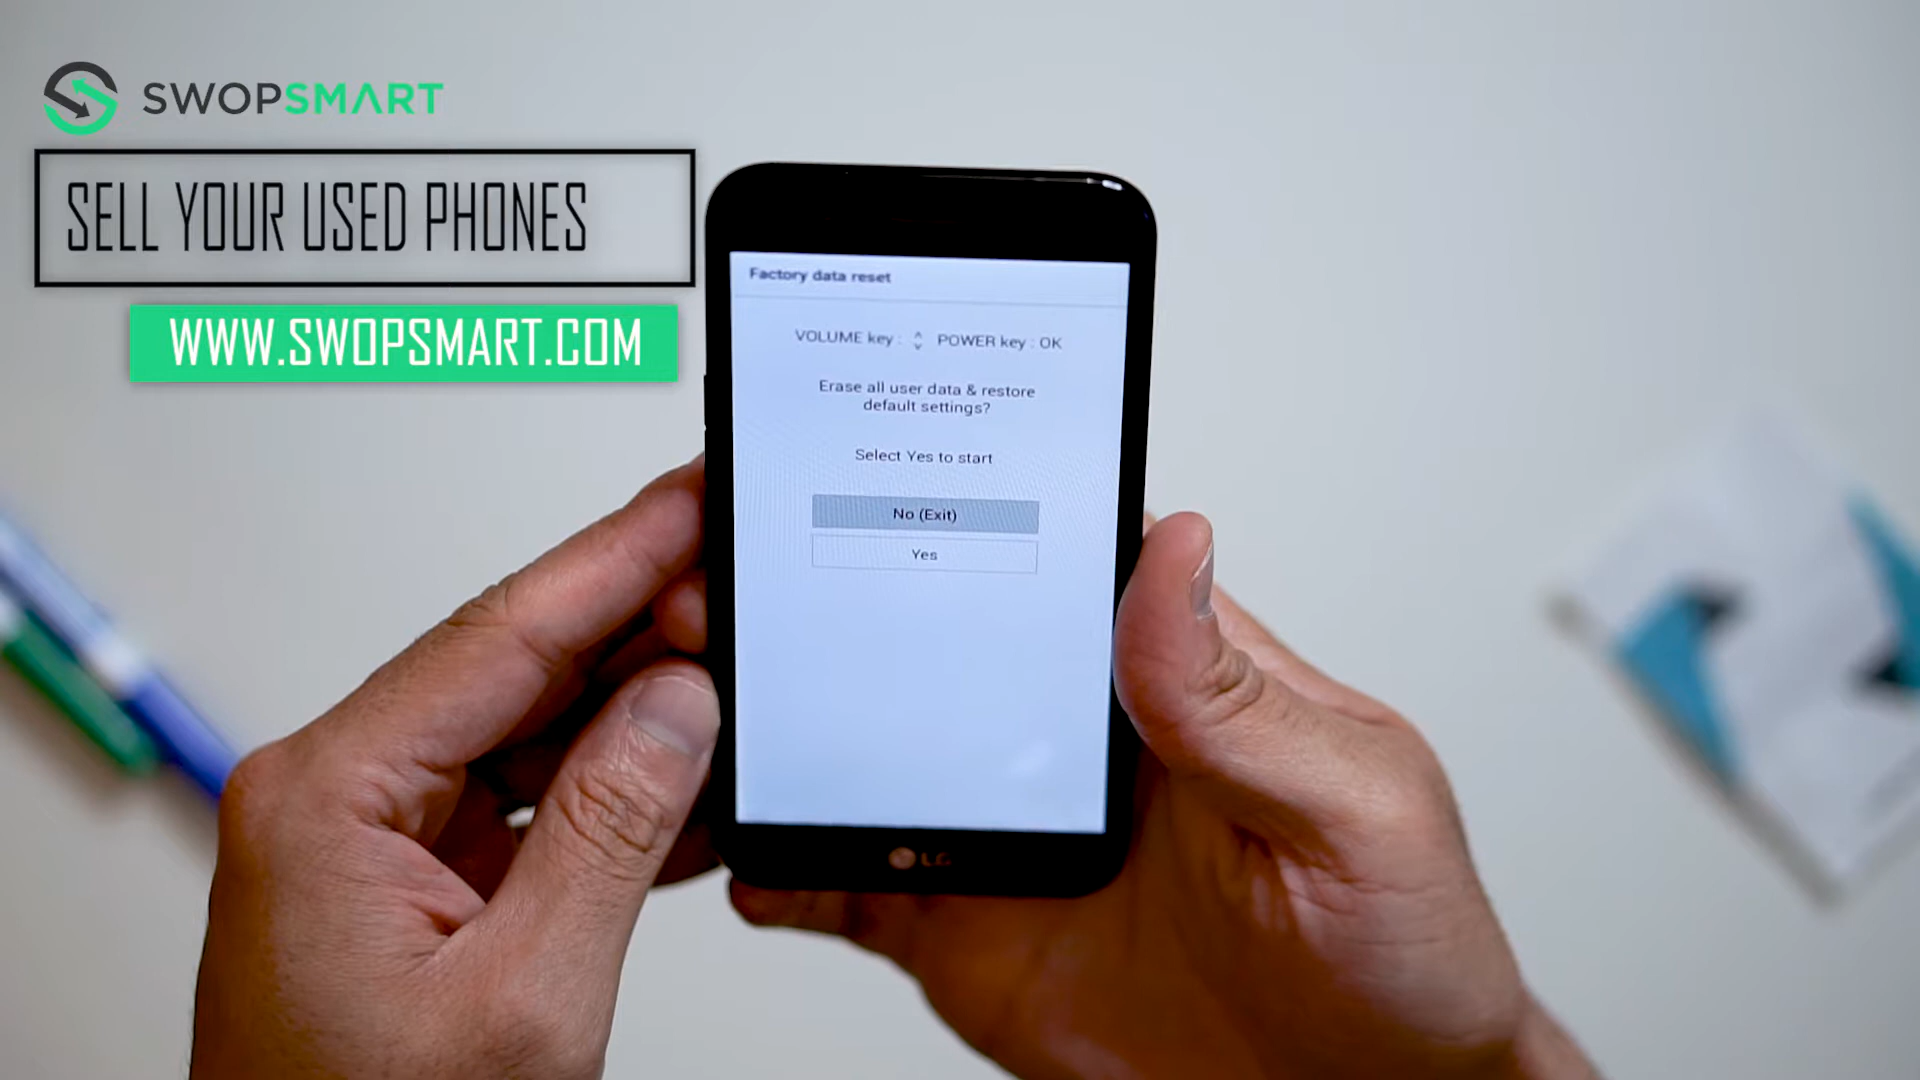 SWOPSMART
SELL YOUR USED PHONES
WWW.SWOPSMART.COM
Factory data reset
VOLUME key : POWER key : OK
Erase all user data & restore
default settings?
Select Yes to start
No (Exit)
Yes
LG